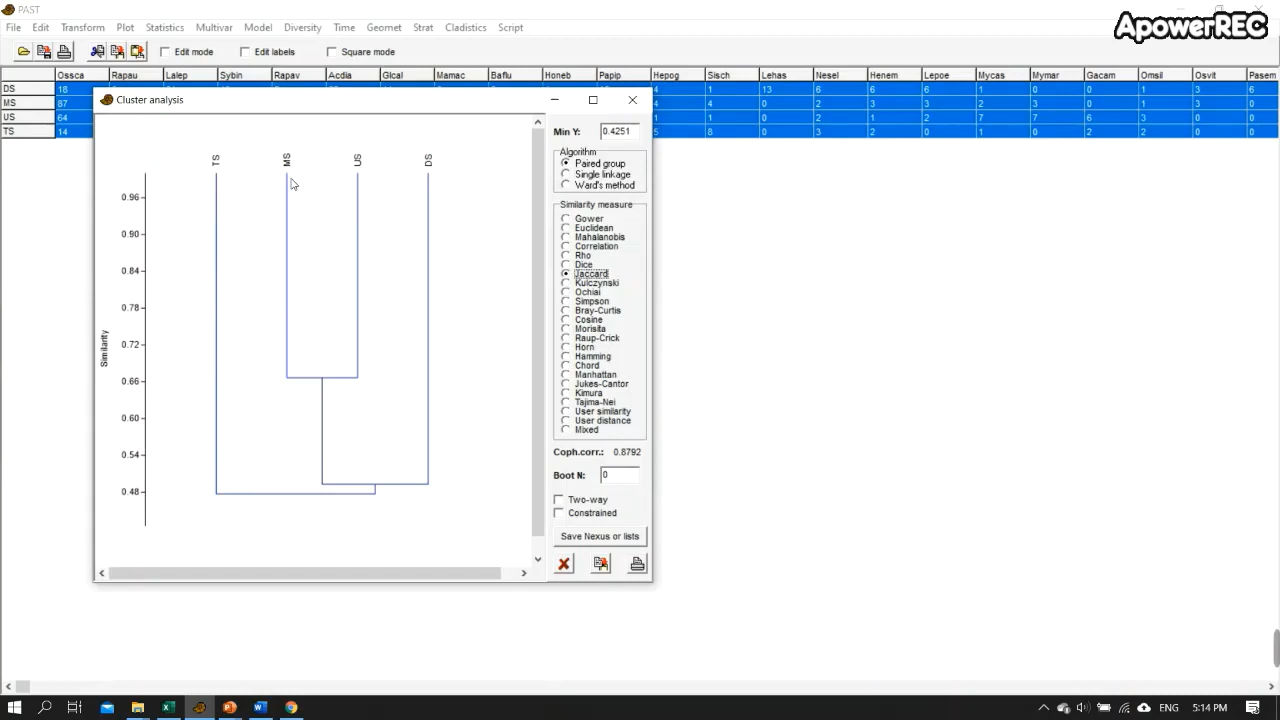 PAST
ApowerREC
File Edit Transform Plot Statistics Multivar Model Diversity Time Geomet Strat Cladistics Script
Edit mode Edit labels Square mode
Ossca Rapau Lalep Sybin Rapav Acdia Glcal Mamac Baflu Honeb Papip Hepog Sisch Lehas Nesel Henem Lepoe Mycas Mymar Gacam Omsil Osvit Pasem
DS 18 4 1 13 6 6 6 1 0 0 1 3 6
MS 87 4 4 0 2 3 3 2 3 0 1 0 0
US 64 1 1 0 2 1 2 7 7 6 3 0 0
TS 14 5 8 0 3 2 0 1 0 2 2 0 0
Cluster analysis
TS MS US DS
0.96
0.90
0.84
0.78
0.72
0.66
0.60
0.54
0.48
Similarity
Min Y: 0.4251
Algorithm
Paired group
Single linkage
Ward's method
Similarity measure
Gower
Euclidean
Mahalanobis
Correlation
Rho
Dice
Jaccard
Kulczynski
Ochiai
Simpson
Bray-Curtis
Cosine
Morisita
Raup-Crick
Horn
Hamming
Chord
Manhattan
Jukes-Cantor
Kimura
Tajima-Nei
User similarity
User distance
Mixed
Coph.corr.: 0.8792
Boot N: 0
Two-way
Constrained
Save Nexus or lists
ENG 5:14 PM